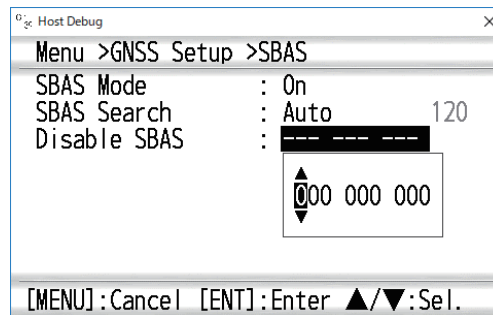 Host Debug
Menu >GNSS Setup >SBAS
SBAS Mode : On
SBAS Search : Auto 120
Disable SBAS : --- --- ---
000 000 000
[MENU]:Cancel [ENT]:Enter ▲/▼:Sel.